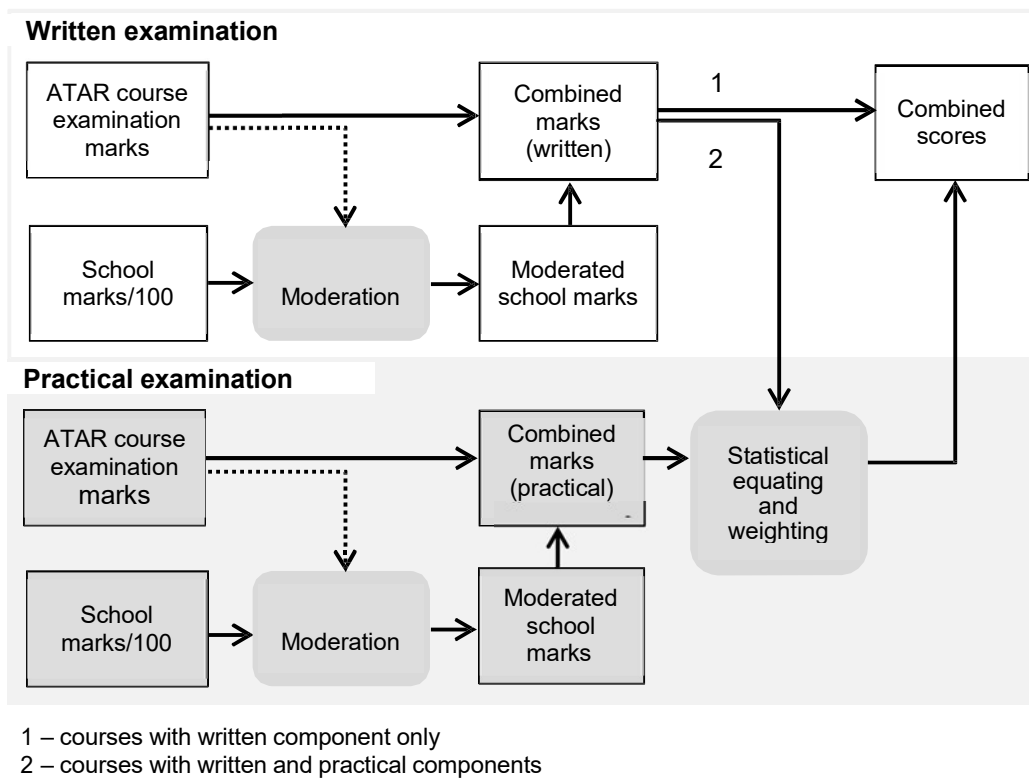 Written examination
ATAR course
examination
marks
Combined
marks
(written)
1
2
Combined
scores
School
marks/100
Moderation
Moderated
school marks
Practical examination
ATAR course
examination
marks
Combined
marks
(practical)
Statistical
equating
and
weighting
School
marks/100
Moderation
Moderated
school
marks
1 – courses with written component only
2 – courses with written and practical components